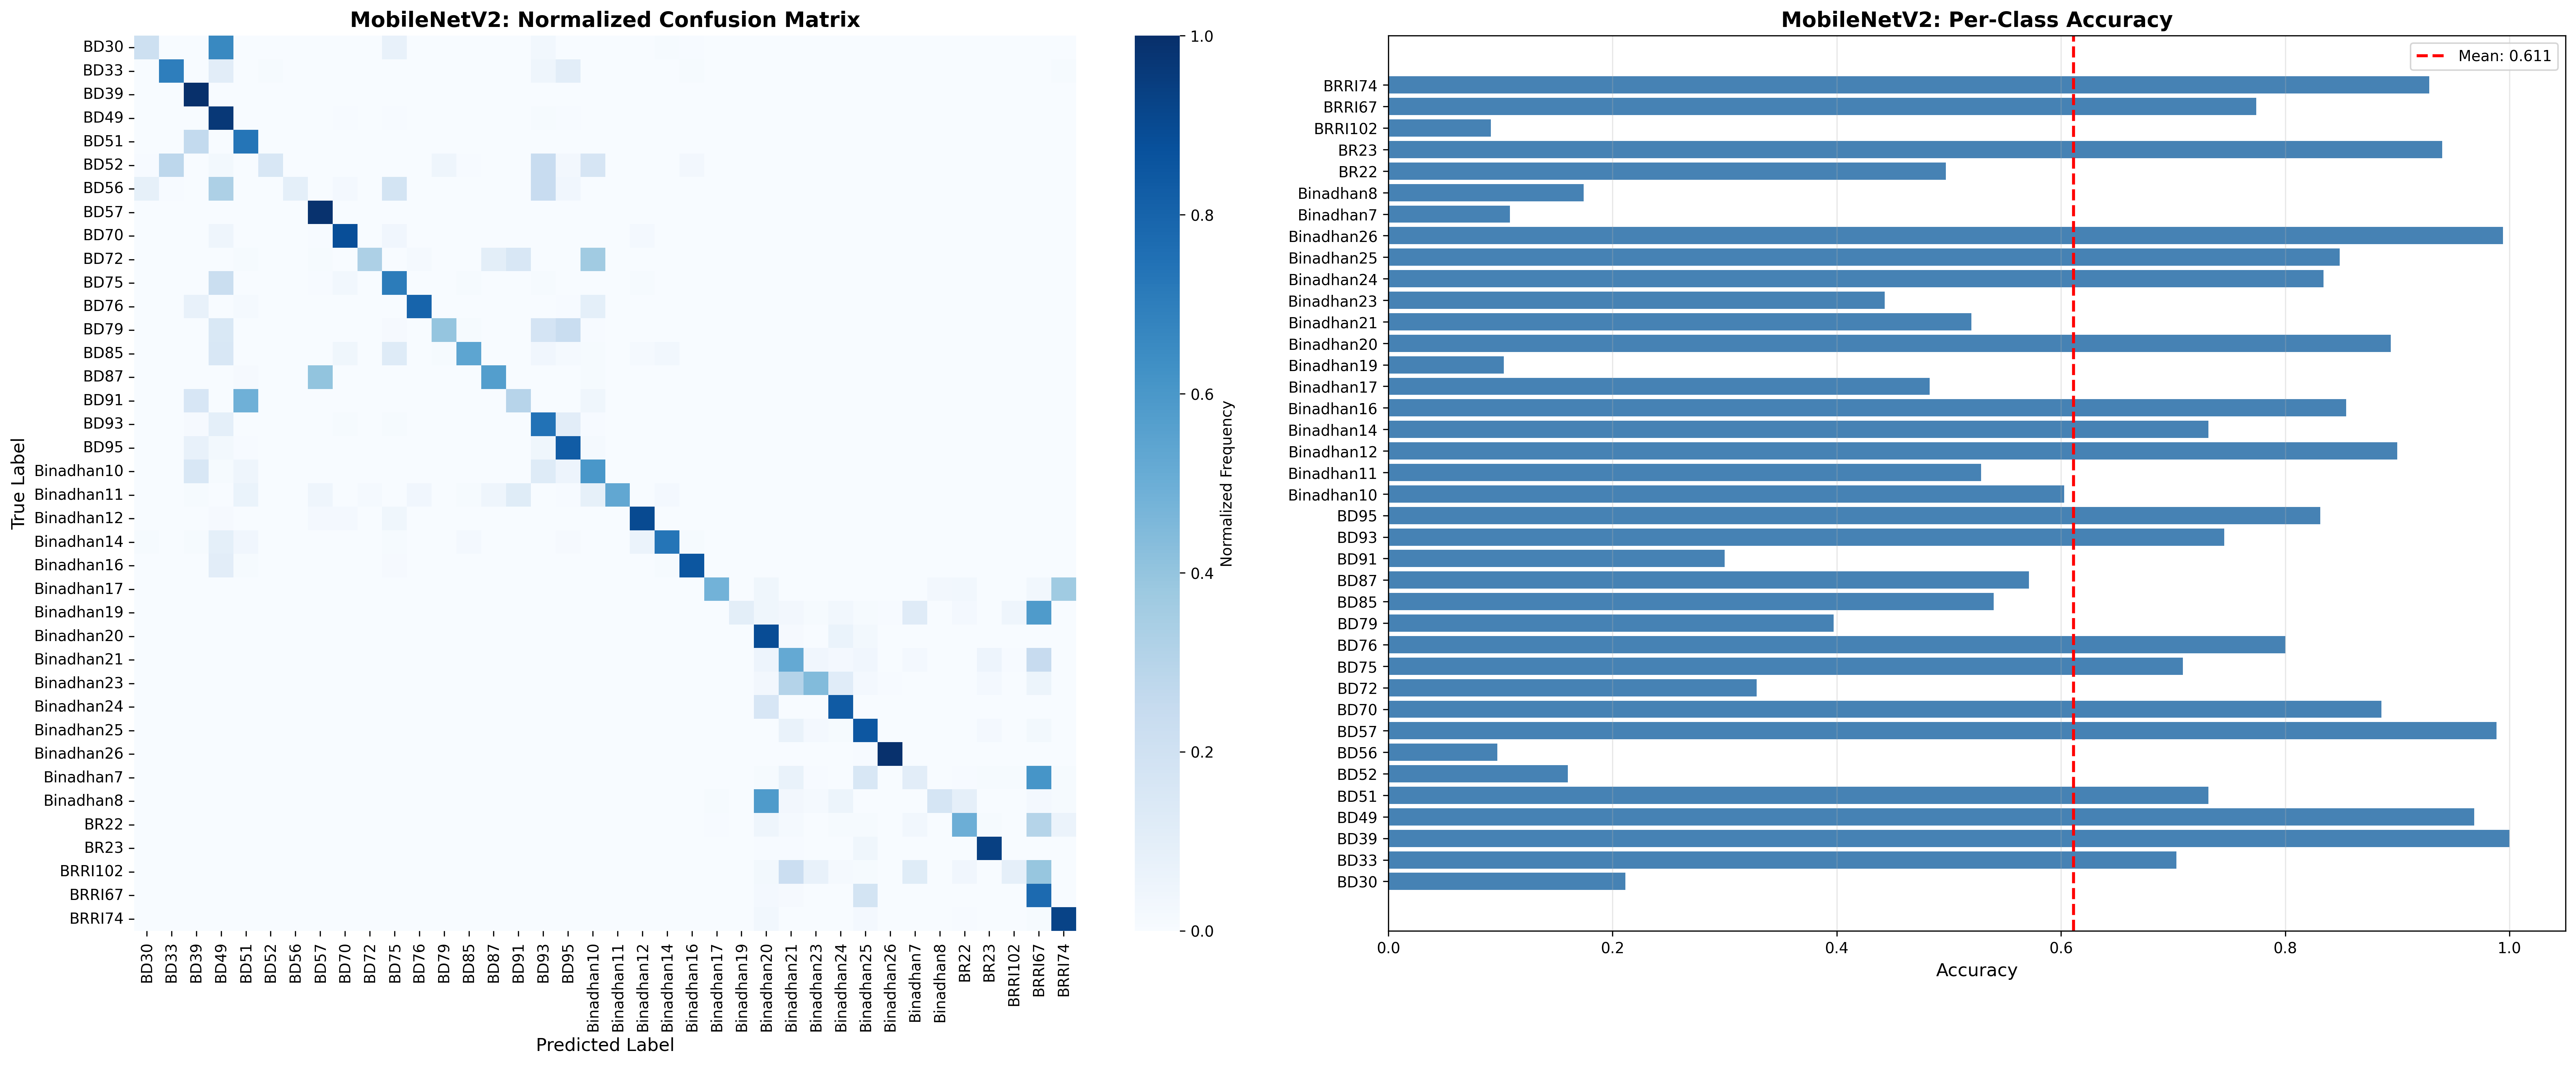 MobileNetV2: Normalized Confusion Matrix
True Label
BD30
BD33
BD39
BD49
BD51
BD52
BD56
BD57
BD70
BD72
BD75
BD76
BD79
BD85
BD87
BD91
BD93
BD95
Binadhan10
Binadhan11
Binadhan12
Binadhan14
Binadhan16
Binadhan17
Binadhan19
Binadhan20
Binadhan21
Binadhan23
Binadhan24
Binadhan25
Binadhan26
Binadhan7
Binadhan8
BR22
BR23
BRRI102
BRRI67
BRRI74
BD30
BD33
BD39
BD49
BD51
BD52
BD56
BD57
BD70
BD72
BD75
BD76
BD79
BD85
BD87
BD91
BD93
BD95
Binadhan10
Binadhan11
Binadhan12
Binadhan14
Binadhan16
Binadhan17
Binadhan19
Binadhan20
Binadhan21
Binadhan23
Binadhan24
Binadhan25
Binadhan26
Binadhan7
Binadhan8
BR22
BR23
BRRI102
BRRI67
BRRI74
Predicted Label
1.0
0.8
0.6
0.4
0.2
0.0
Normalized Frequency
MobileNetV2: Per-Class Accuracy
Mean: 0.611
BRRI74
BRRI67
BRRI102
BR23
BR22
Binadhan8
Binadhan7
Binadhan26
Binadhan25
Binadhan24
Binadhan23
Binadhan21
Binadhan20
Binadhan19
Binadhan17
Binadhan16
Binadhan14
Binadhan12
Binadhan11
Binadhan10
BD95
BD93
BD91
BD87
BD85
BD79
BD76
BD75
BD72
BD70
BD57
BD56
BD52
BD51
BD49
BD39
BD33
BD30
0.0 0.2 0.4 0.6 0.8 1.0
Accuracy